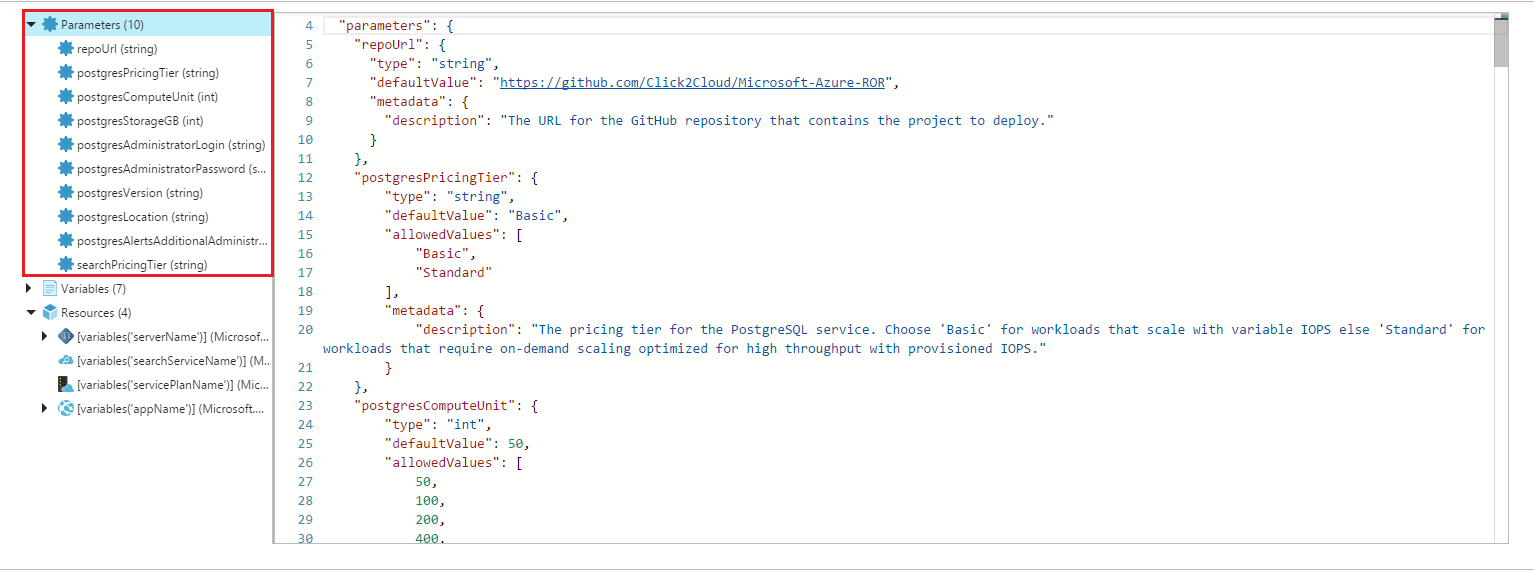 Parameters (10)
repoUrl (string)
postgresPricingTier (string)
postgresComputeUnit (int)
postgresStorageGB (int)
postgresAdministratorLogin (string)
postgresAdministratorPassword (s...
postgresVersion (string)
postgresLocation (string)
postgresAlertsAdditionalAdministr...
searchPricingTier (string)
Variables (7)
Resources (4)
[variables('serverName')] (Microsof...
[variables('searchServiceName')] (M...
[variables('servicePlanName')] (Mic...
[variables('appName')] (Microsoft....
4 "parameters": {
5 "repoUrl": {
6 "type": "string",
7 "defaultValue": "https://github.com/Click2Cloud/Microsoft-Azure-ROR",
8 "metadata": {
9 "description": "The URL for the GitHub repository that contains the project to deploy."
10 }
11 },
12 "postgresPricingTier": {
13 "type": "string",
14 "defaultValue": "Basic",
15 "allowedValues": [
16 "Basic",
17 "Standard"
18 ],
19 "metadata": {
20 "description": "The pricing tier for the PostgreSQL service. Choose 'Basic' for workloads that scale with variable IOPS else 'Standard' for
workloads that require on-demand scaling optimized for high throughput with provisioned IOPS."
21 }
22 },
23 "postgresComputeUnit": {
24 "type": "int",
25 "defaultValue": 50,
26 "allowedValues": [
27 50,
28 100,
29 200,
30 400,